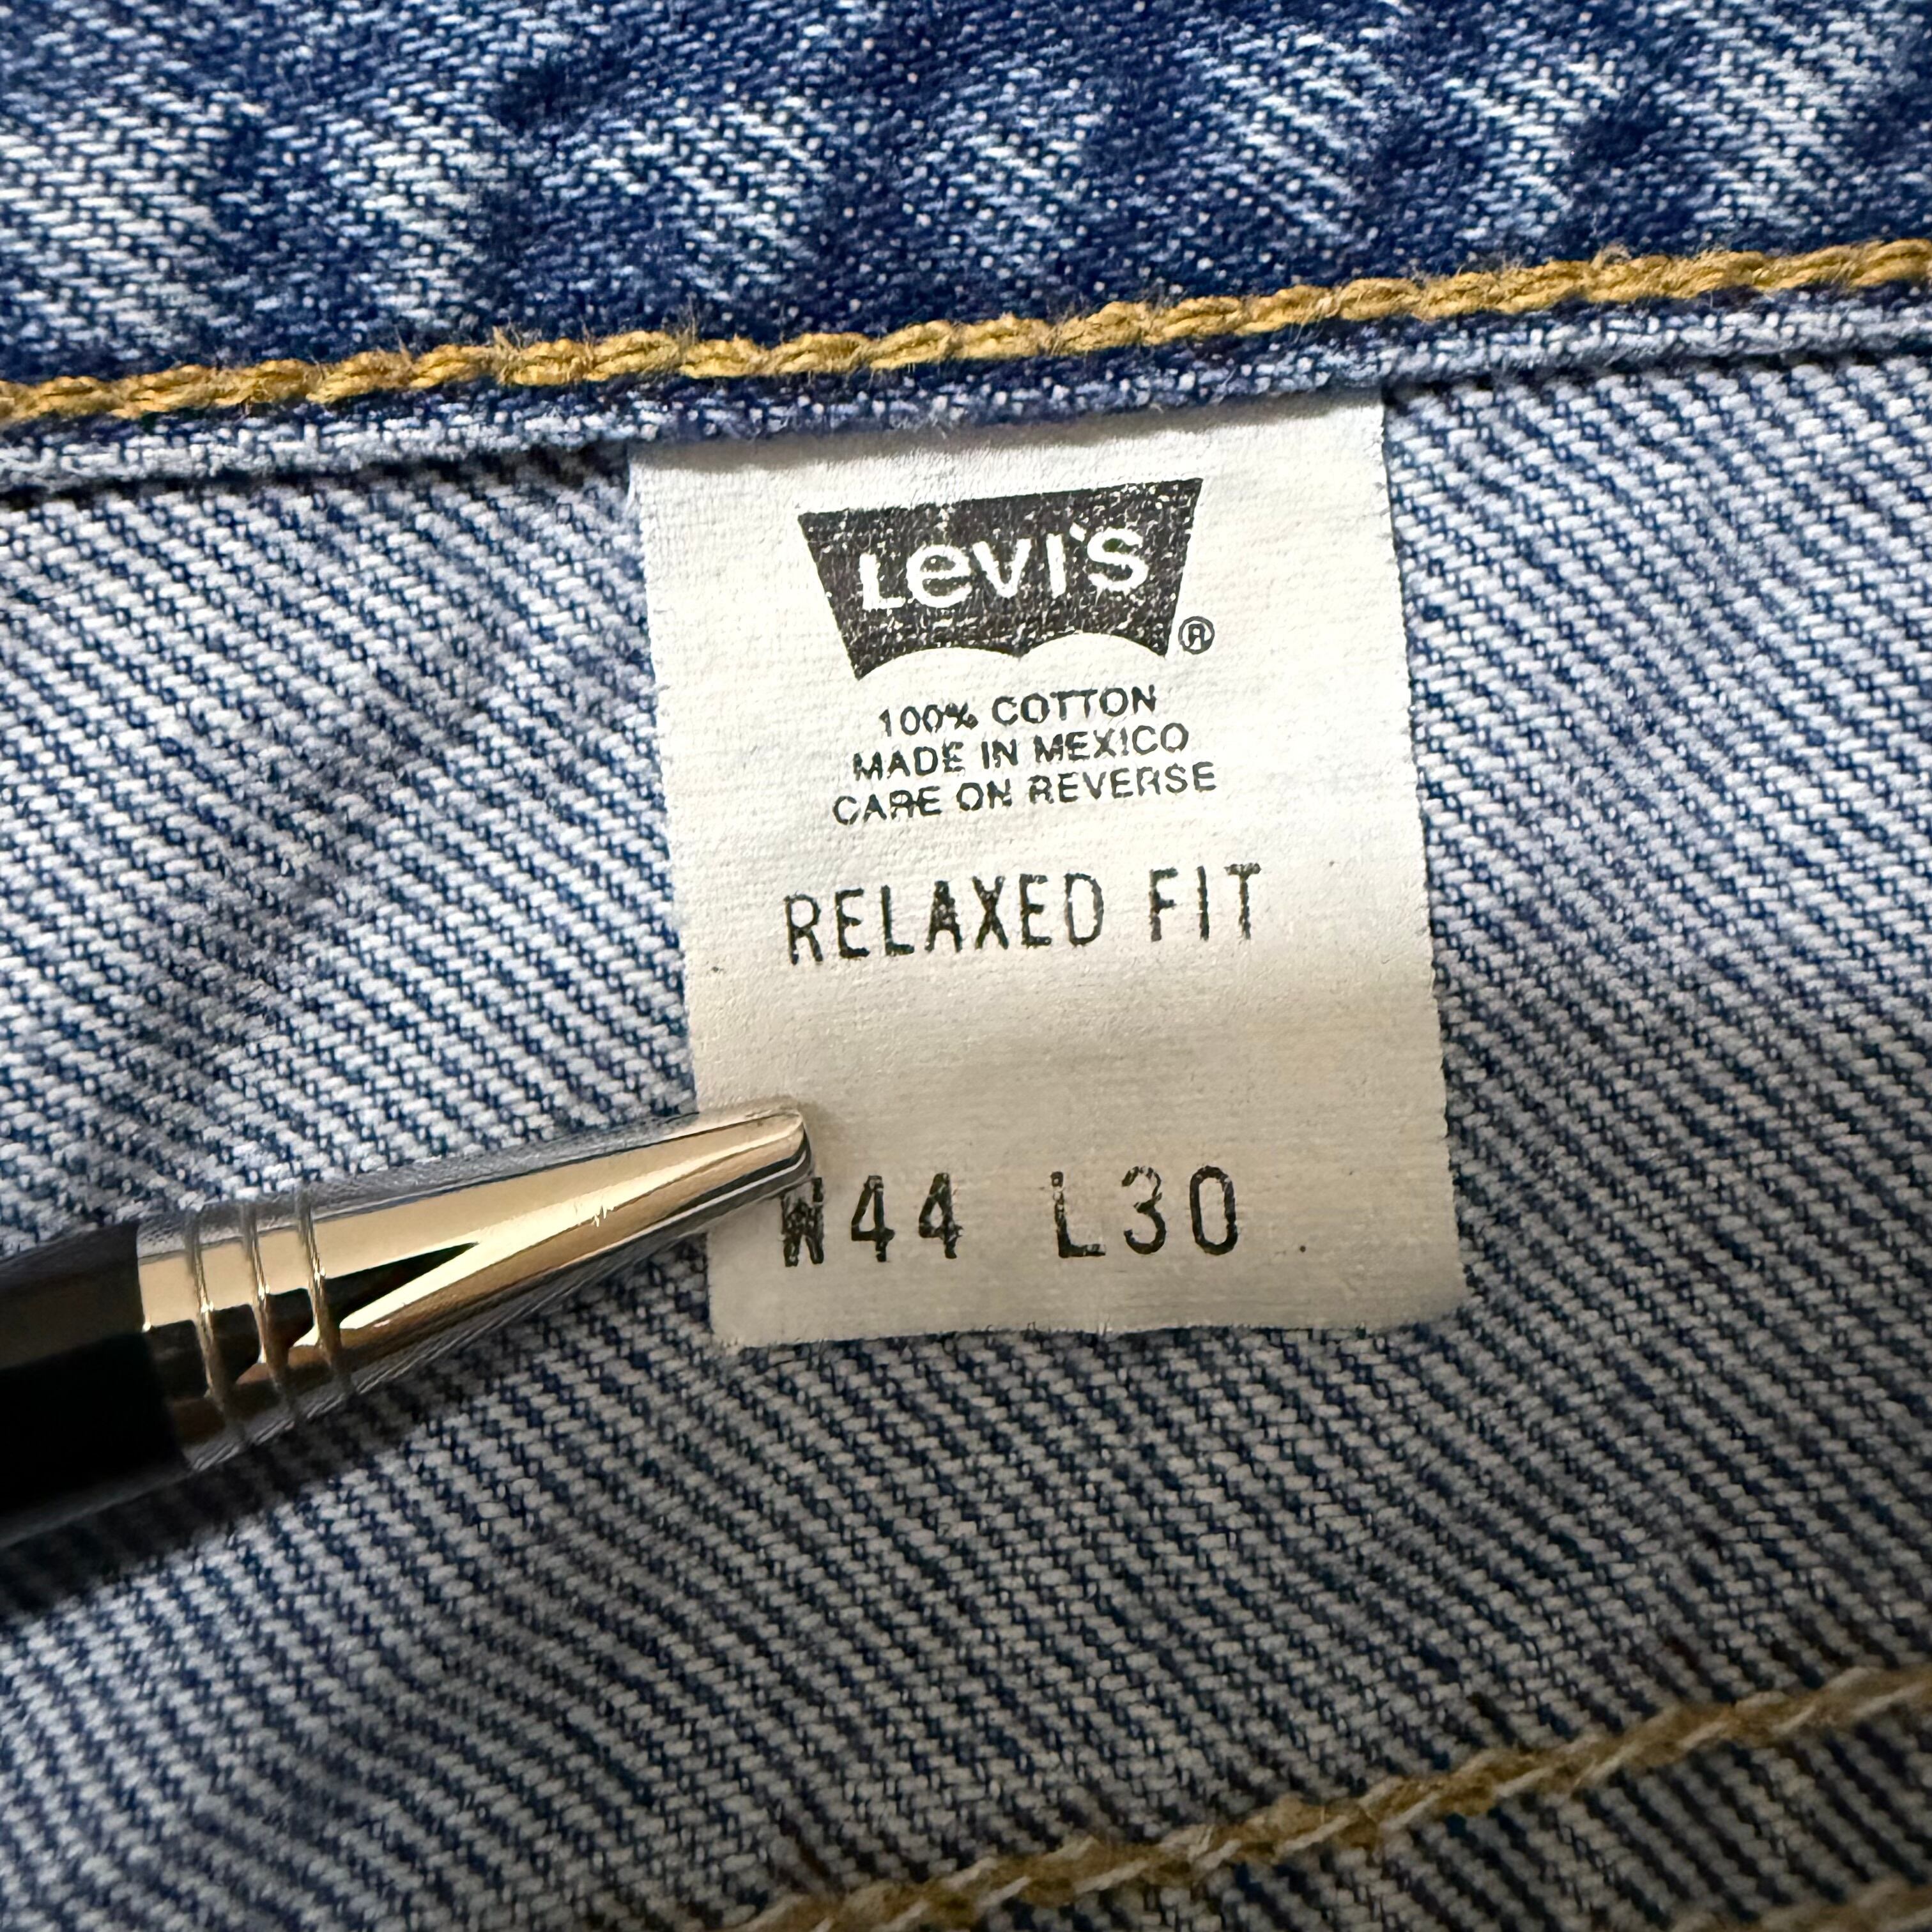 Levi's ®
100% COTTON
MADE IN MEXICO
CARE ON REVERSE
RELAXED FIT
W44 L30